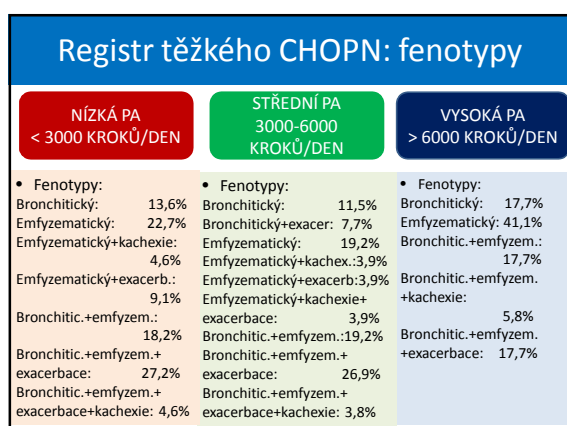 Registr těžkého CHOPN: fenotypy
NÍZKÁ PA
< 3000 KROKŮ/DEN
• Fenotypy:
Bronchitický: 13,6%
Emfyzematický: 22,7%
Emfyzematický+kachexie:
4,6%
Emfyzematický+exacerb.:
9,1%
Bronchitic.+emfyzem.:
18,2%
Bronchitic.+emfyzem.+
exacerbace: 27,2%
Bronchitic.+emfyzem.+
exacerbace+kachexie: 4,6%
STŘEDNÍ PA
3000-6000
KROKŮ/DEN
• Fenotypy:
Bronchitický: 11,5%
Bronchitický+exacer: 7,7%
Emfyzematický: 19,2%
Emfyzematický+kachex.:3,9%
Emfyzematický+exacerb:3,9%
Emfyzematický+kachexie+
exacerbace: 3,9%
Bronchitic.+emfyzem.:19,2%
Bronchitic.+emfyzem.+
exacerbace: 26,9%
Bronchitic.+emfyzem.+
exacerbace+kachexie: 3,8%
VYSOKÁ PA
> 6000 KROKŮ/DEN
• Fenotypy:
Bronchitický: 17,7%
Emfyzematický: 41,1%
Bronchitic.+emfyzem.:
17,7%
Bronchitic.+emfyzem.
+kachexie:
5,8%
Bronchitic.+emfyzem.
+exacerbace: 17,7%